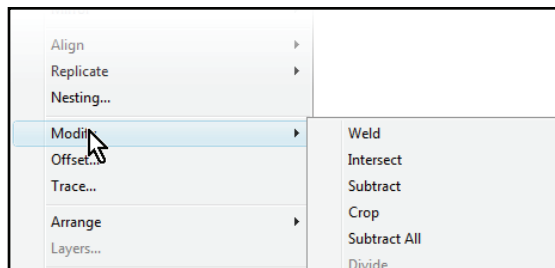 Align
Replicate
Nesting...
Modify
Offset...
Trace...
Arrange
Layers...
Weld
Intersect
Subtract
Crop
Subtract All
Divide